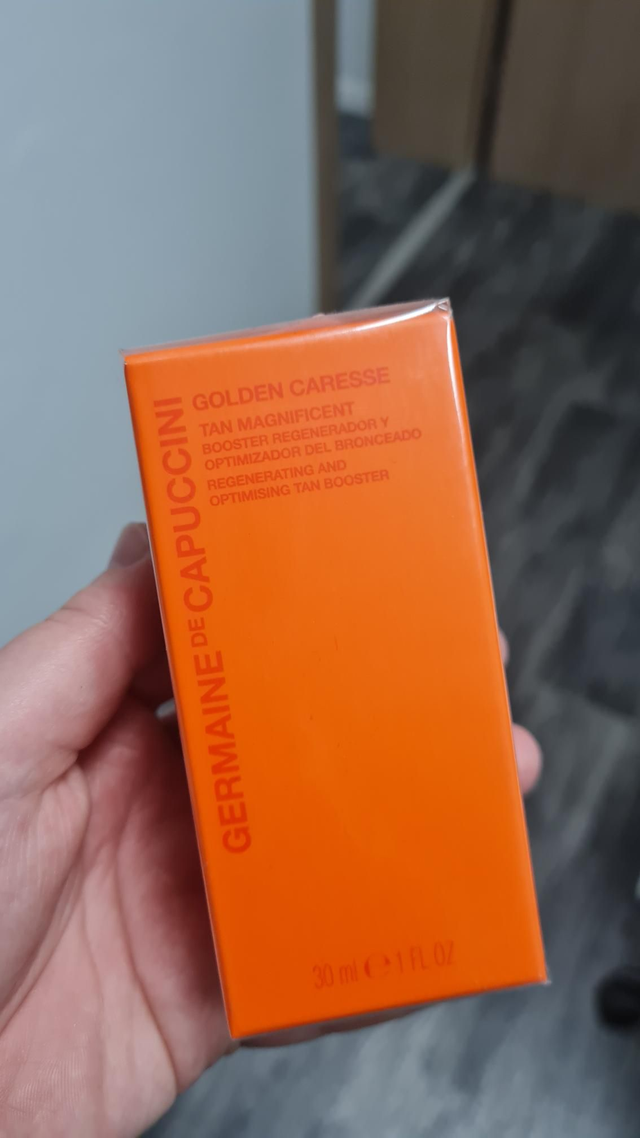 GERMAINE DE CAPUCCINI
GOLDEN CARESSE
TAN MAGNIFICENT
BOOSTER REGENERADOR Y
OPTIMIZADOR DEL BRONCEADO
REGENERATING AND
OPTIMISING TAN BOOSTER
30 ml ℮ 1 FL OZ